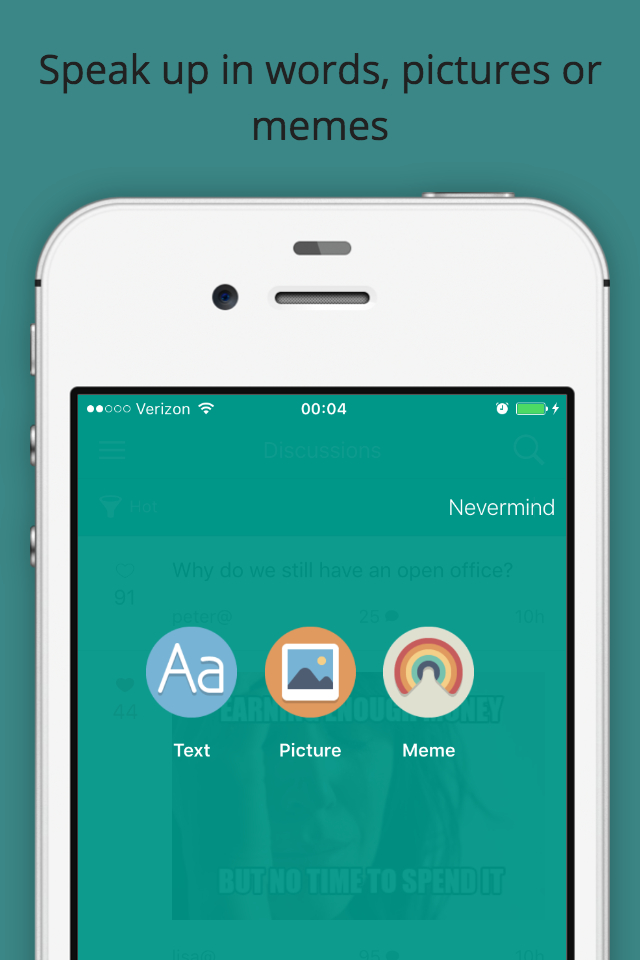 Speak up in words, pictures or
memes
Verizon 00:04
Discussions
Hot
Nevermind
Why do we still have an open office?
91
peter@ 25 10h
44
Aa
EARNING ENOUGH MONEY
Text Picture Meme
BUT NO TIME TO SPEND IT
lisa@ 95 10h